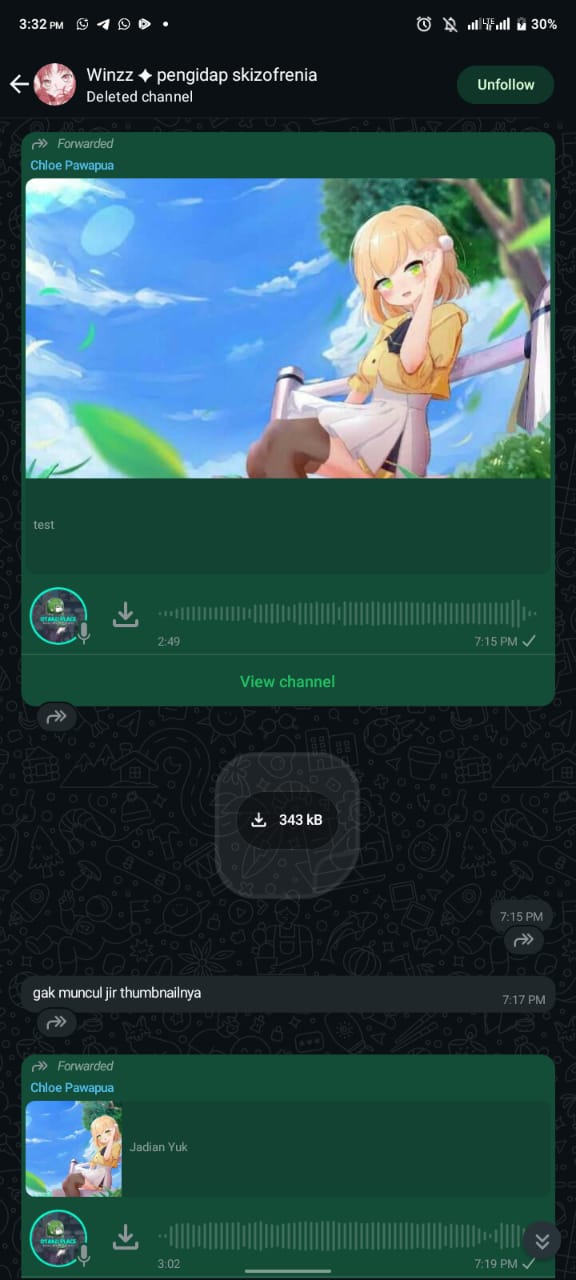 3:32 PM
LTE
30%
Winzz ✦ pengidap skizofrenia
Deleted channel
Unfollow
Forwarded
Chloe Pawapua
test
2:49
7:15 PM
View channel
343 kB
7:15 PM
gak muncul jir thumbnailnya
7:17 PM
Forwarded
Chloe Pawapua
Jadian Yuk
3:02
7:19 PM